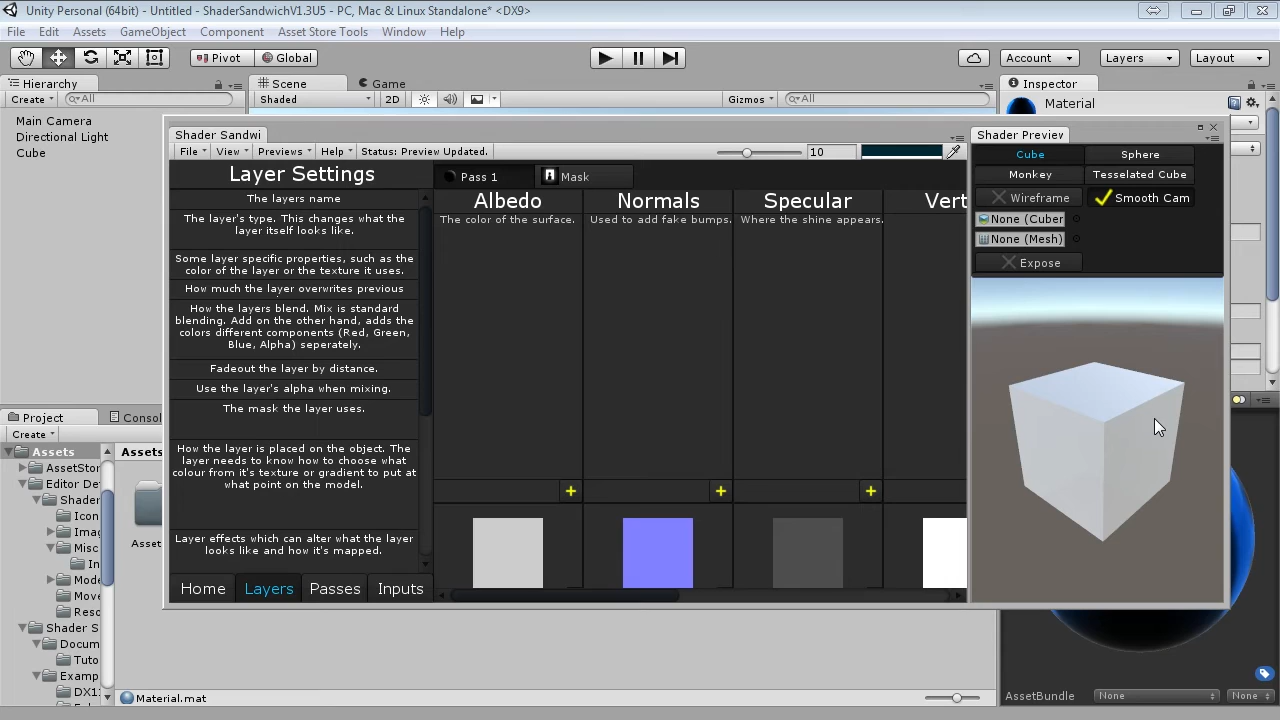 Unity Personal (64bit) - Untitled - ShaderSandwichV1.3U5 - PC, Mac & Linux Standalone* <DX9>
File Edit Assets GameObject Component Asset Store Tools Window Help
Pivot Global Account Layers Layout
Hierarchy Scene Game Inspector
Create All Shaded 2D Gizmos All Material
Main Camera
Directional Light
Cube
Shader Sandwi Shader Preview
File View Previews Help Status: Preview Updated. 10
Cube Sphere
Monkey Tesselated Cube
Wireframe Smooth Cam
None (Cuber
None (Mesh)
Expose
Layer Settings
The layers name
The layer's type. This changes what the
layer itself looks like.
Some layer specific properties, such as the
color of the layer or the texture it uses.
How much the layer overwrites previous
How the layers blend. Mix is standard
blending. Add on the other hand, adds the
colors different components (Red, Green,
Blue, Alpha) seperately.
Fadeout the layer by distance.
Use the layer's alpha when mixing.
The mask the layer uses.
How the layer is placed on the object. The
layer needs to know how to choose what
colour from it's texture or gradient to put at
what point on the model.
Layer effects which can alter what the layer
looks like and how it's mapped.
Home Layers Passes Inputs
Pass 1 Mask
Albedo Normals Specular Vert
The color of the surface. Used to add fake bumps. Where the shine appears.
+ + +
Project Consol
Create
Assets
AssetStor
Editor De
Shader
Icon
Imag
Misc
In
Mode
Move
Reso
Shader S
Docum
Tuto
Examp
DX1
Assets
Asset
Material.mat
AssetBundle None None